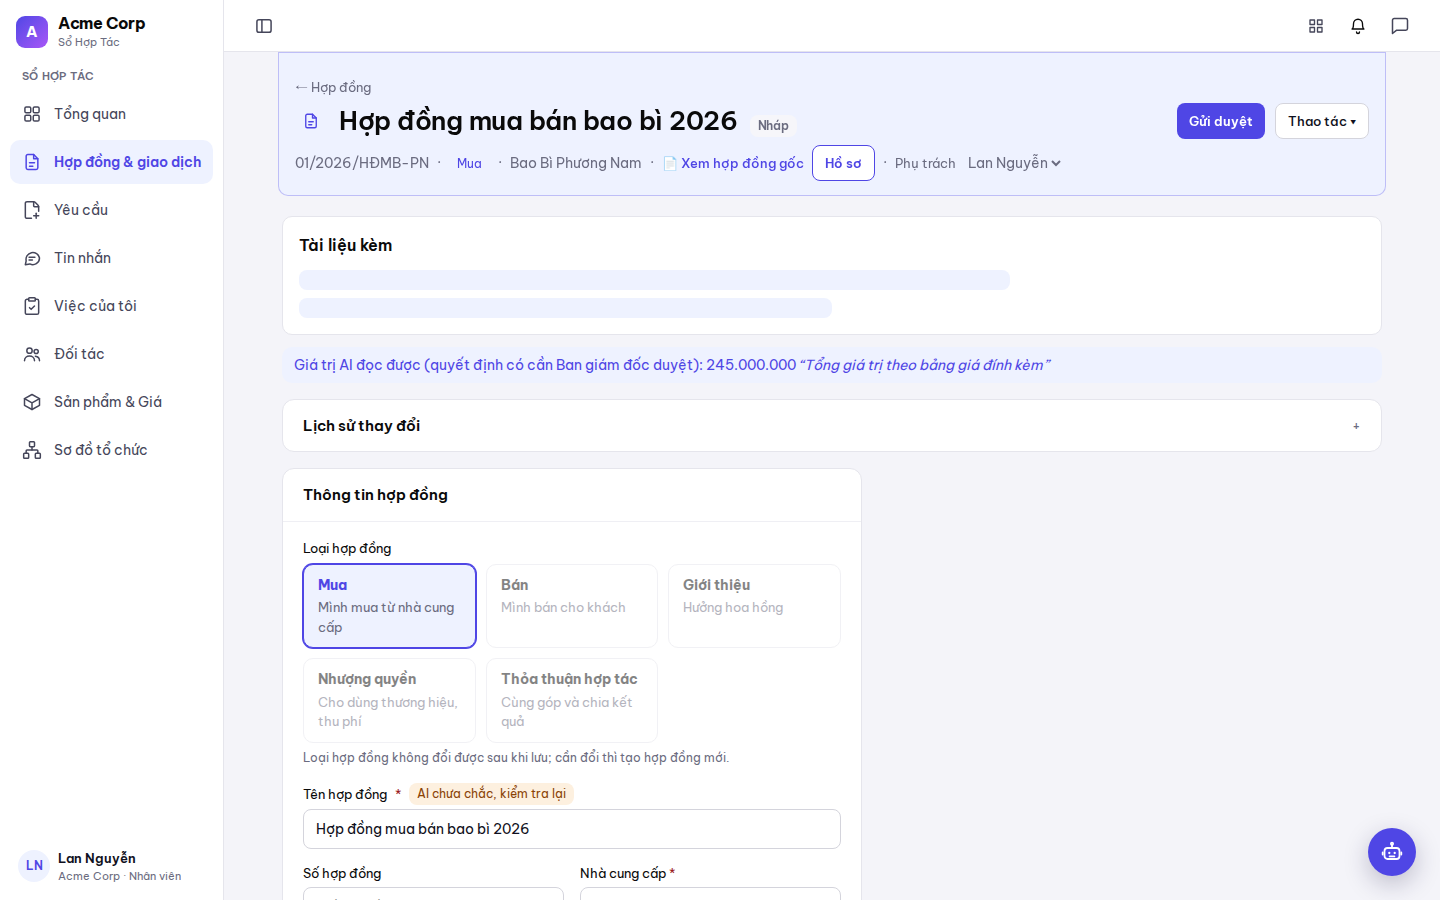 A
Acme Corp
Sổ Hợp Tác
SỔ HỢP TÁC
Tổng quan
Hợp đồng & giao dịch
Yêu cầu
Tin nhắn
Việc của tôi
Đối tác
Sản phẩm & Giá
Sơ đồ tổ chức
LN
Lan Nguyễn
Acme Corp · Nhân viên
← Hợp đồng
Hợp đồng mua bán bao bì 2026 Nháp
Gửi duyệt
Thao tác ▾
01/2026/HĐMB-PN · Mua · Bao Bì Phương Nam · 📄 Xem hợp đồng gốc Hồ sơ · Phụ trách Lan Nguyễn
Tài liệu kèm
Giá trị AI đọc được (quyết định có cần Ban giám đốc duyệt): 245.000.000 “Tổng giá trị theo bảng giá đính kèm”
Lịch sử thay đổi +
Thông tin hợp đồng
Loại hợp đồng
Mua
Mình mua từ nhà cung cấp
Bán
Mình bán cho khách
Giới thiệu
Hưởng hoa hồng
Nhượng quyền
Cho dùng thương hiệu, thu phí
Thỏa thuận hợp tác
Cùng góp và chia kết quả
Loại hợp đồng không đổi được sau khi lưu; cần đổi thì tạo hợp đồng mới.
Tên hợp đồng * AI chưa chắc, kiểm tra lại
Hợp đồng mua bán bao bì 2026
Số hợp đồng
Nhà cung cấp *